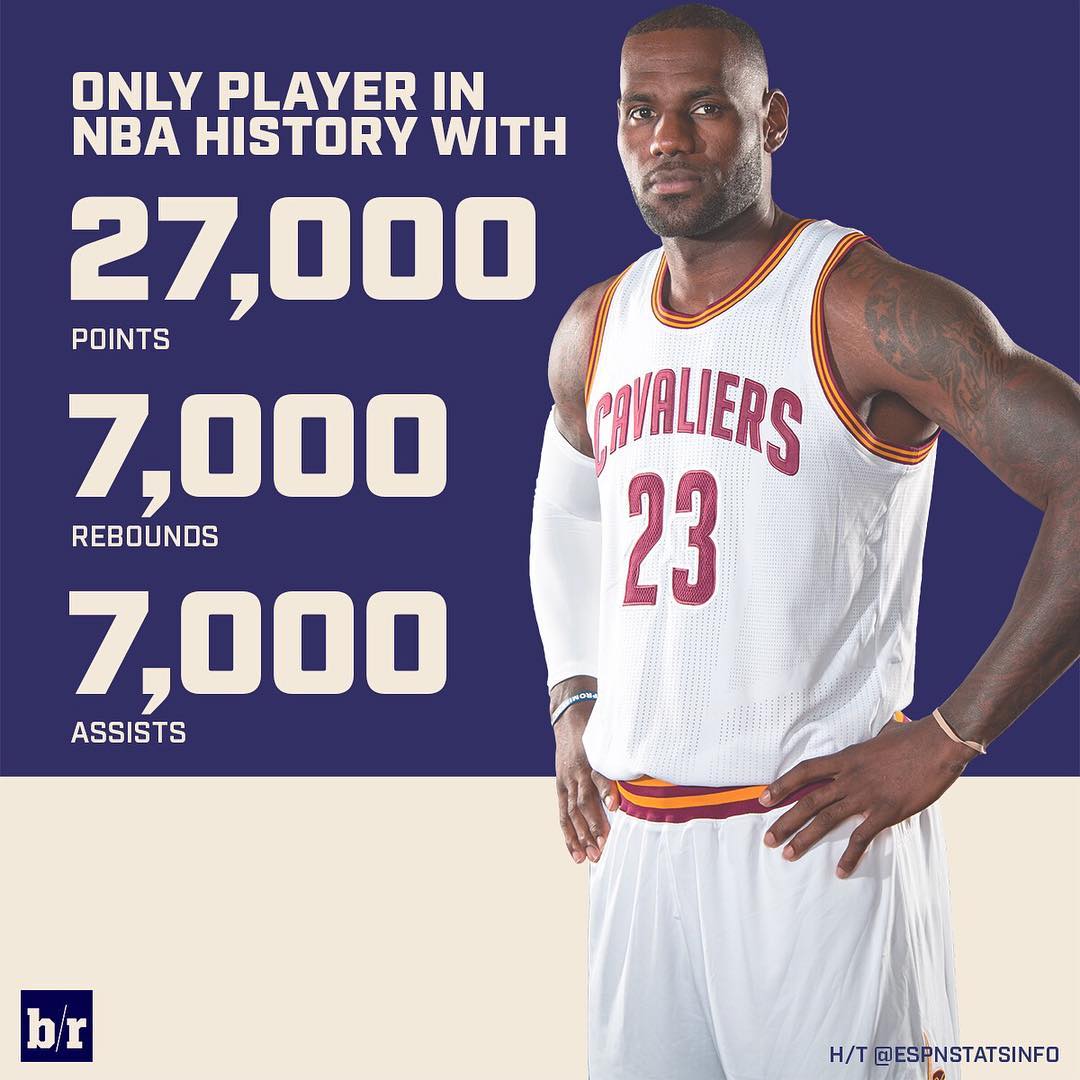 ONLY PLAYER IN
NBA HISTORY WITH
27,000
POINTS
7,000
REBOUNDS
7,000
ASSISTS
CAVALIERS
23
b/r
H/T @ESPNSTATSINFO